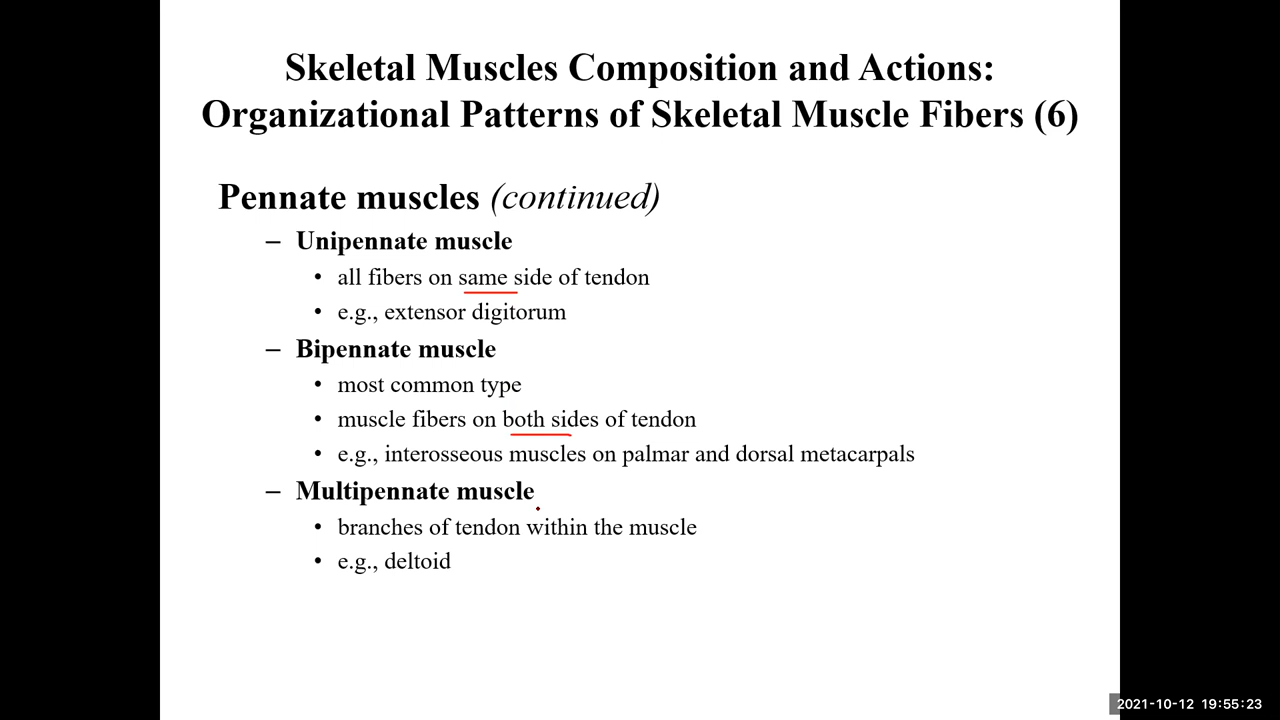 Skeletal Muscles Composition and Actions:
Organizational Patterns of Skeletal Muscle Fibers (6)
Pennate muscles (continued)
– Unipennate muscle
• all fibers on same side of tendon
• e.g., extensor digitorum
– Bipennate muscle
• most common type
• muscle fibers on both sides of tendon
• e.g., interosseous muscles on palmar and dorsal metacarpals
– Multipennate muscle
• branches of tendon within the muscle
• e.g., deltoid
2021-10-12 19:55:23